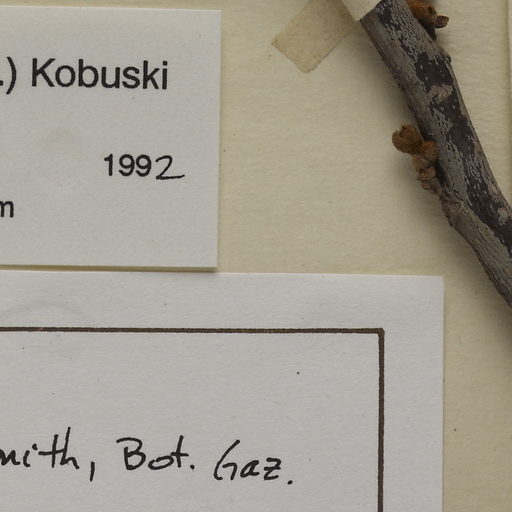 .) Kobuski
1992
m
mith, Bot. Gaz.